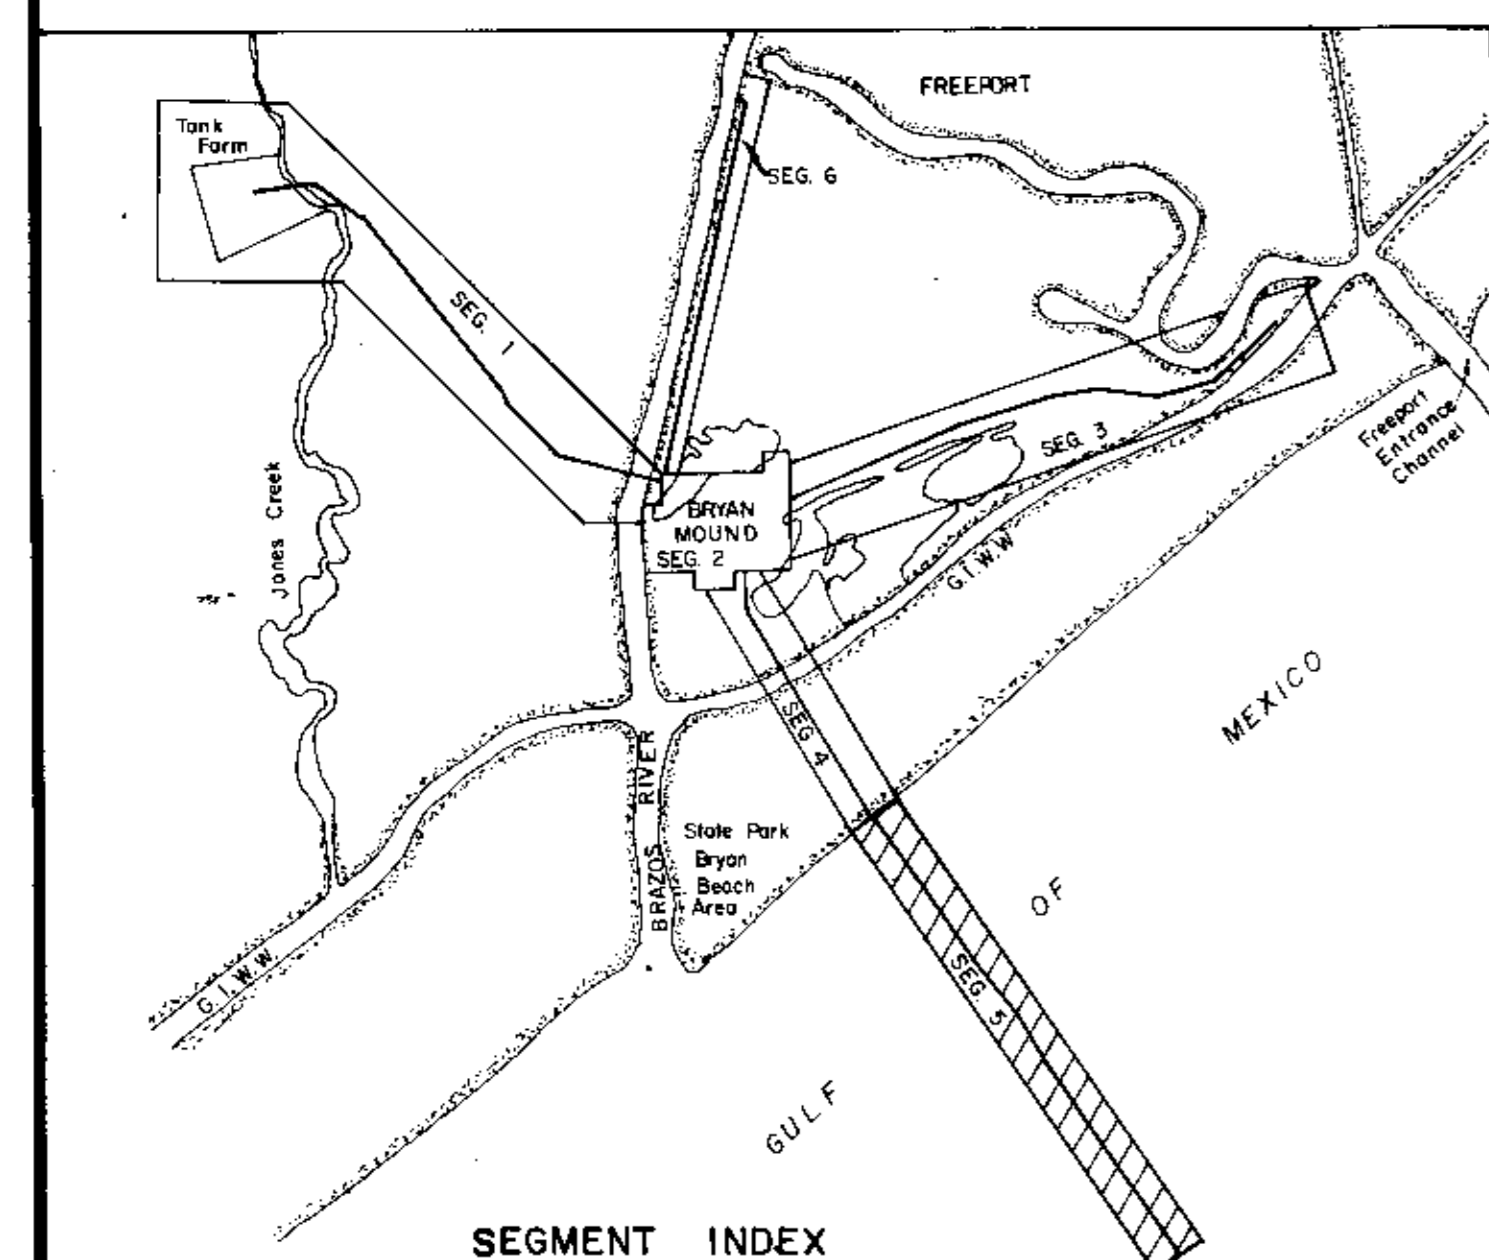 FREEPORT
Tank
Farm
SEG. 6
SEG. 1
SEG. 3
Freeport
Entrance
Channel
Jones Creek
BRYAN
MOUND
SEG. 2
G.I.W.W
MEXICO
SEG 4
BRAZOS RIVER
State Park
Bryan
Beach
Area
OF
G.I.W.W.
SEG. 5
GULF
SEGMENT INDEX